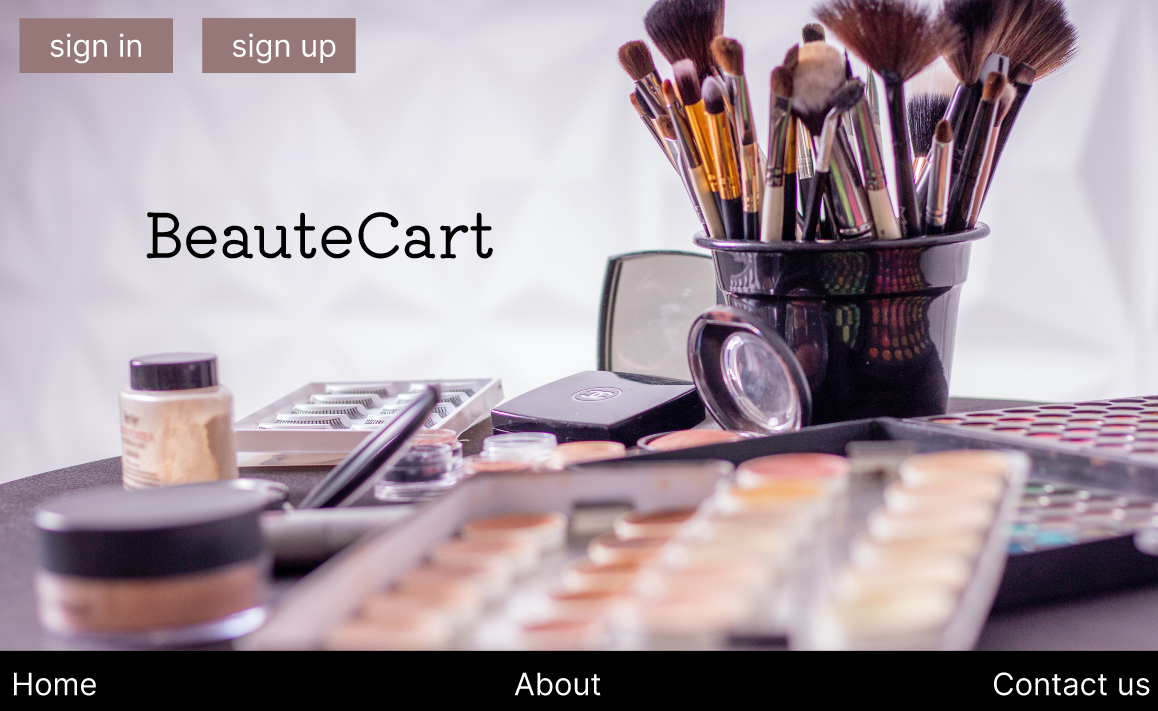 sign in
sign up
BeauteCart
Home
About
Contact us